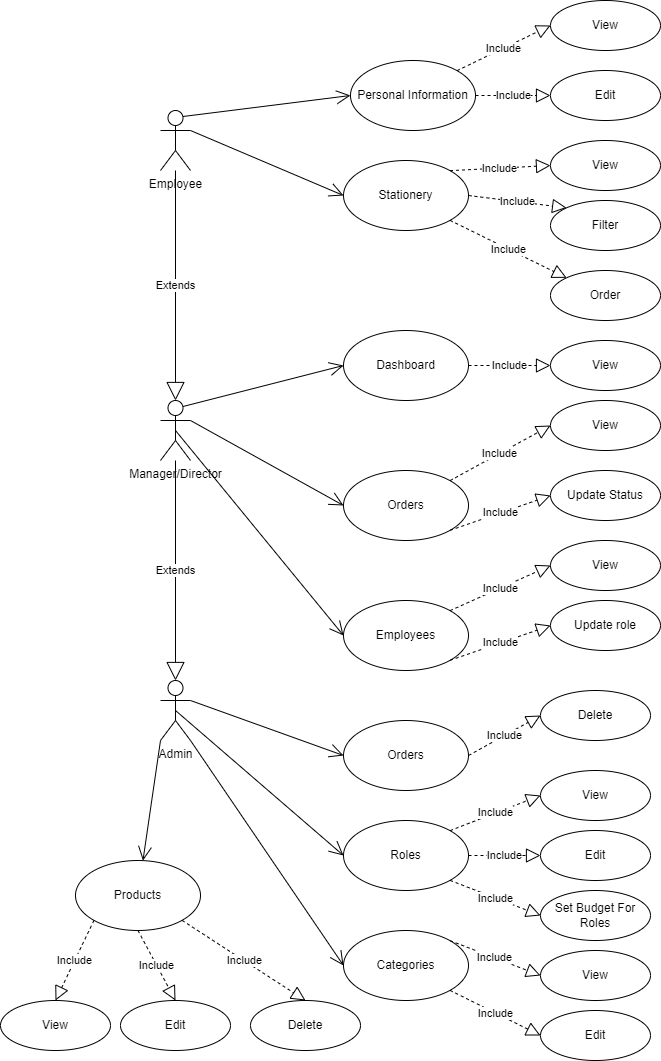 View
Include
Personal Information
Include
Edit
Employee
Include
View
Stationery
Include
Filter
Include
Order
Extends
Dashboard
Include
View
View
Include
Manager/Director
Orders
Update Status
Include
View
Extends
Include
Employees
Update role
Include
Delete
Include
Admin
Orders
View
Include
Roles
Include
Edit
Include
Set Budget For
Roles
Products
Categories
Include
View
Include
Include
Include
Include
Edit
View
Edit
Delete